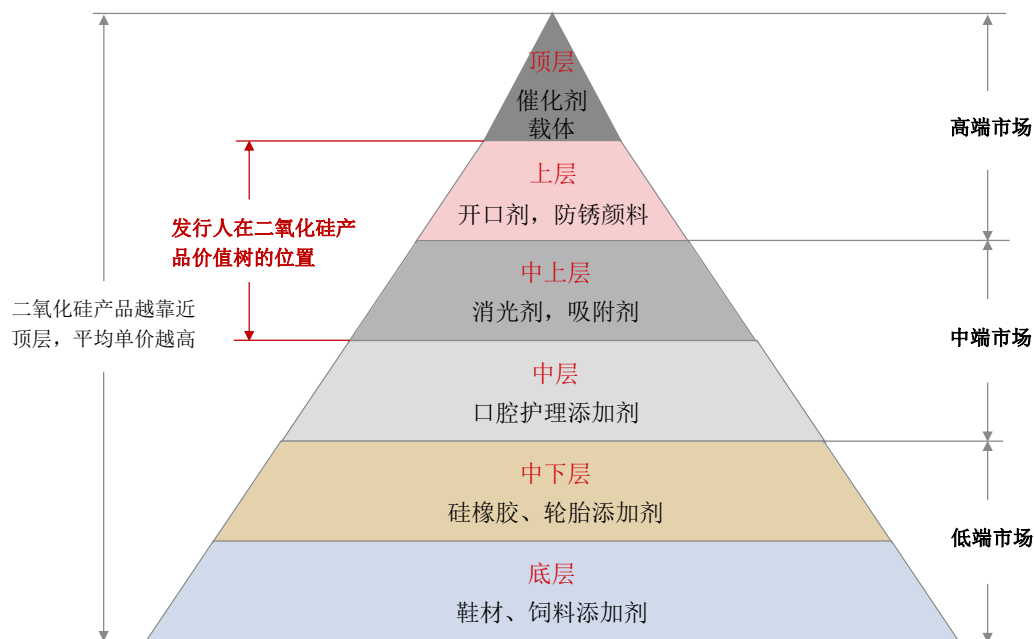 顶层
催化剂
载体
高端市场
上层
开口剂，防锈颜料
发行人在二氧化硅产
品价值树的位置
中上层
消光剂，吸附剂
二氧化硅产品越靠近
顶层，平均单价越高
中端市场
中层
口腔护理添加剂
中下层
硅橡胶、轮胎添加剂
低端市场
底层
鞋材、饲料添加剂